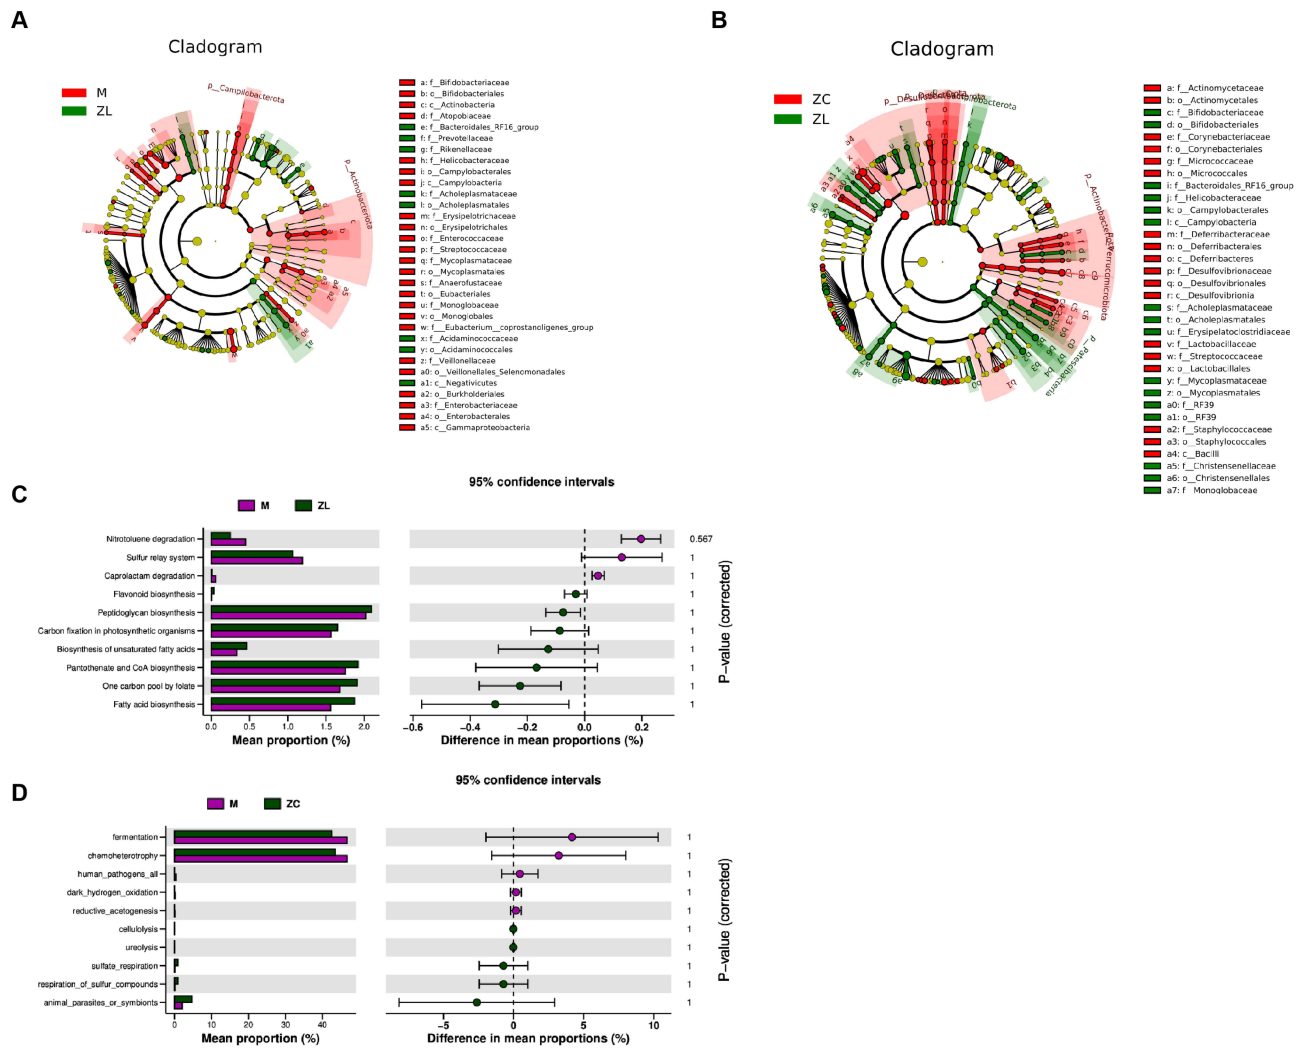 A
Cladogram
M
ZL
p__Campilobacterota
p__Actinobacteriota
a: f__Bifidobacteriaceae
b: o__Bifidobacteriales
c: c__Actinobacteria
d: f__Atopobiaceae
e: f__Bacteroidales_RF16_group
f: f__Prevotellaceae
g: f__Rikenellaceae
h: f__Helicobacteraceae
i: o__Campylobacterales
j: c__Campylobacteria
k: f__Acholeplasmataceae
l: o__Acholeplasmatales
m: f__Erysipelotrichaceae
n: o__Erysipelotrichales
o: f__Enterococcaceae
p: f__Streptococcaceae
q: f__Mycoplasmataceae
r: o__Mycoplasmatales
s: f__Anaerofustaceae
t: o__Eubacteriales
u: f__Monoglobaceae
v: o__Monoglobales
w: f___Eubacterium__coprostanoligenes_group
x: f__Acidaminococcaceae
y: o__Acidaminococcales
z: f__Veillonellaceae
a0: o__Veillonellales_Selenomonadales
a1: c__Negativicutes
a2: o__Burkholderiales
a3: f__Enterobacteriaceae
a4: o__Enterobacterales
a5: c__Gammaproteobacteria
B
Cladogram
ZC
ZL
p__Actinobacteriota
p__Verrucomicrobiota
p__Patescibacteria
a: f__Actinomycetaceae
b: o__Actinomycetales
c: f__Bifidobacteriaceae
d: o__Bifidobacteriales
e: f__Corynebacteriaceae
f: o__Corynebacteriales
g: f__Micrococcaceae
h: o__Micrococcales
i: f__Bacteroidales_RF16_group
j: f__Helicobacteraceae
k: o__Campylobacterales
l: c__Campylobacteria
m: f__Deferribacteraceae
n: o__Deferribacterales
o: c__Deferribacteres
p: f__Desulfovibrionaceae
q: o__Desulfovibrionales
r: c__Desulfovibrionia
s: f__Acholeplasmataceae
t: o__Acholeplasmatales
u: f__Erysipelatoclostridiaceae
v: f__Lactobacillaceae
w: f__Streptococcaceae
x: o__Lactobacillales
y: f__Mycoplasmataceae
z: o__Mycoplasmatales
a0: f__RF39
a1: o__RF39
a2: f__Staphylococcaceae
a3: o__Staphylococcales
a4: c__Bacilli
a5: f__Christensenellaceae
a6: o__Christensenellales
a7: f__Monoglobaceae
C
95% confidence intervals
M
ZL
Nitrotoluene degradation
Sulfur relay system
Caprolactam degradation
Flavonoid biosynthesis
Peptidoglycan biosynthesis
Carbon fixation in photosynthetic organisms
Biosynthesis of unsaturated fatty acids
Pantothenate and CoA biosynthesis
One carbon pool by folate
Fatty acid biosynthesis
0.567
1
1
1
1
1
1
1
1
1
P−value (corrected)
0.0 0.5 1.0 1.5 2.0
Mean proportion (%)
−0.6 −0.4 −0.2 0.0 0.2
Difference in mean proportions (%)
D
95% confidence intervals
M
ZC
fermentation
chemoheterotrophy
human_pathogens_all
dark_hydrogen_oxidation
reductive_acetogenesis
cellulolysis
ureolysis
sulfate_respiration
respiration_of_sulfur_compounds
animal_parasites_or_symbionts
1
1
1
1
1
1
1
1
1
1
P−value (corrected)
0 10 20 30 40
Mean proportion (%)
−5 0 5 10
Difference in mean proportions (%)